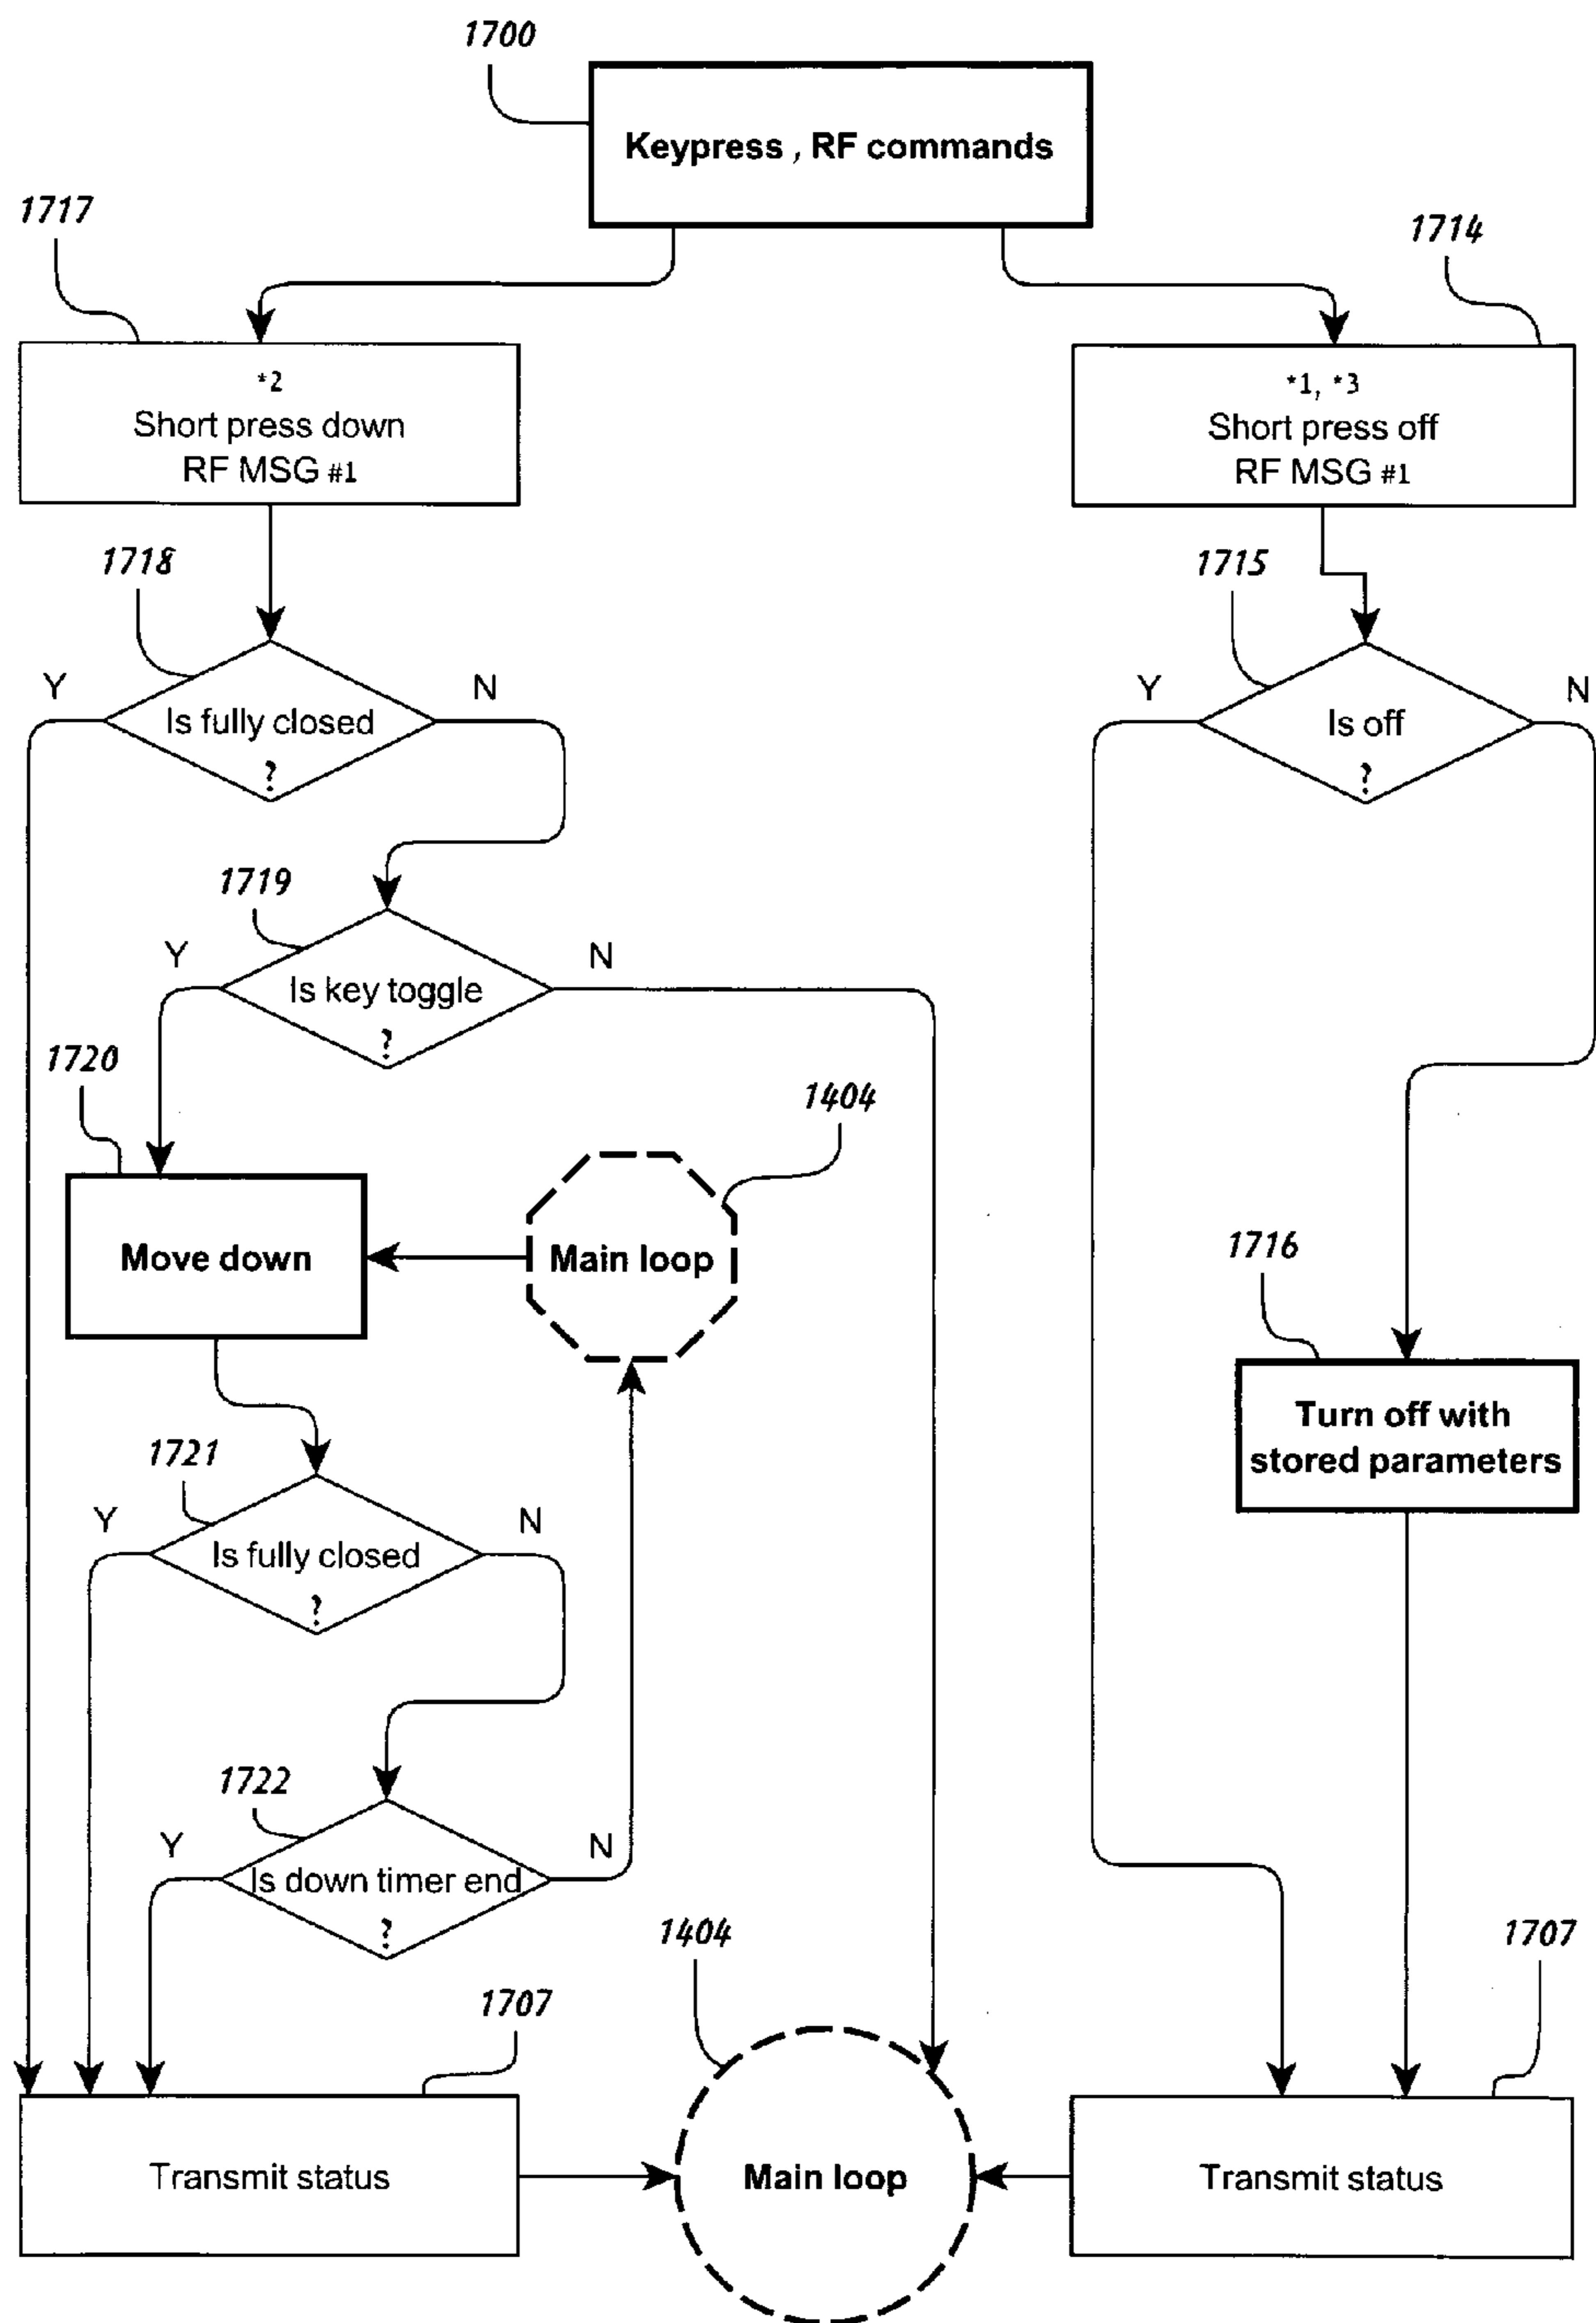 1700
Keypress , RF commands
1717
1714
*2
Short press down
RF MSG #1
*1, *3
Short press off
RF MSG #1
1718
1715
Y
N
Is fully closed
?
Y
N
Is off
?
1719
Y
N
Is key toggle
?
1720
1404
Move down
Main loop
1716
Turn off with
stored parameters
1721
Y
N
Is fully closed
?
1722
Y
N
Is down timer end
?
1404
1707
1707
Transmit status
Main loop
Transmit status